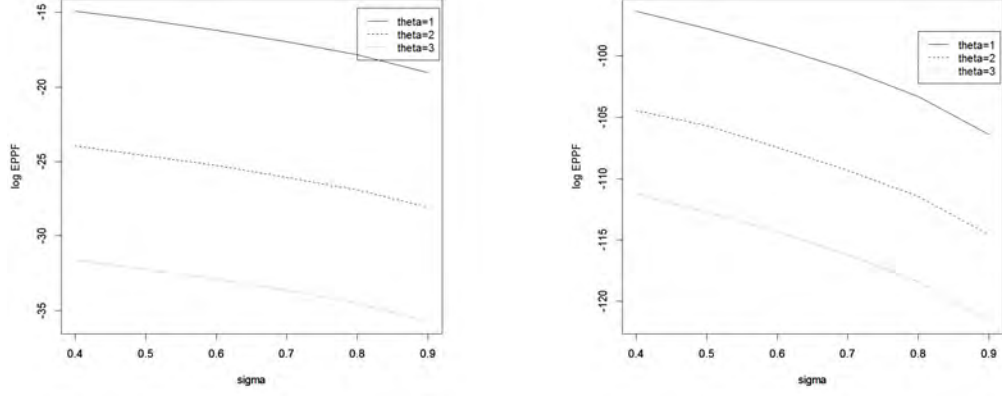 -15
-20
-25
-30
-35
log EPPF
theta=1
theta=2
theta=3
0.4 0.5 0.6 0.7 0.8 0.9
sigma
-100
-105
-110
-115
-120
log EPPF
theta=1
theta=2
theta=3
0.4 0.5 0.6 0.7 0.8 0.9
sigma